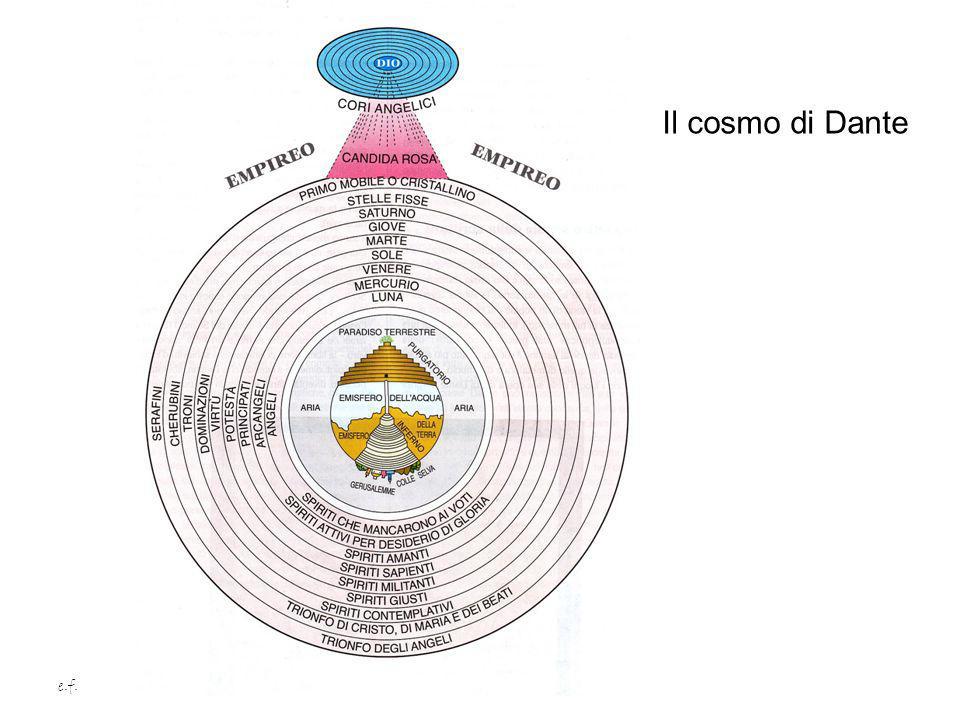 Il cosmo di Dante
DIO
CORI ANGELICI
CANDIDA ROSA
EMPIREO
EMPIREO
PRIMO MOBILE O CRISTALLINO
STELLE FISSE
SATURNO
GIOVE
MARTE
SOLE
VENERE
MERCURIO
LUNA
PARADISO TERRESTRE
PURGATORIO
ARIA
EMISFERO DELL'ACQUA
ARIA
EMISFERO
DELLA
TERRA
INFERNO
GERUSALEMME
COLLE
SELVA
SERAFINI
CHERUBINI
TRONI
DOMINAZIONI
VIRTÙ
POTESTÀ
PRINCIPATI
ARCANGELI
ANGELI
SPIRITI CHE MANCARONO AI VOTI
SPIRITI ATTIVI PER DESIDERIO DI GLORIA
SPIRITI AMANTI
SPIRITI SAPIENTI
SPIRITI MILITANTI
SPIRITI GIUSTI
SPIRITI CONTEMPLATIVI
TRIONFO DI CRISTO, DI MARIA E DEI BEATI
TRIONFO DEGLI ANGELI
e.f.